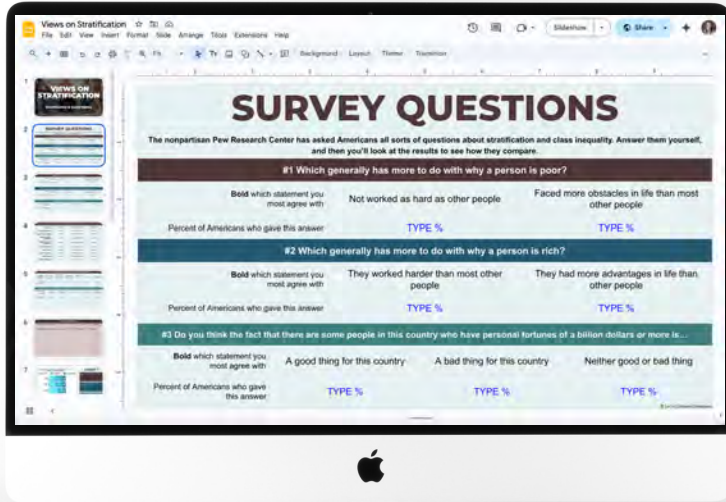 Views on Stratification
File Edit View Insert Format Slide Arrange Tools Extensions Help
Slideshow
Share
Fit
Background Layout Theme Transition
1
VIEWS ON
STRATIFICATION
2
SURVEY QUESTIONS
3
4
5
6
7
SURVEY QUESTIONS
The nonpartisan Pew Research Center has asked Americans all sorts of questions about stratification and class inequality. Answer them yourself,
and then you'll look at the results to see how they compare.
#1 Which generally has more to do with why a person is poor?
Bold which statement you
most agree with
Not worked as hard as other people
Faced more obstacles in life than most
other people
Percent of Americans who gave this answer
TYPE %
TYPE %
#2 Which generally has more to do with why a person is rich?
Bold which statement you
most agree with
They worked harder than most other
people
They had more advantages in life than
other people
Percent of Americans who gave this answer
TYPE %
TYPE %
#3 Do you think the fact that there are some people in this country who have personal fortunes of a billion dollars or more is...
Bold which statement you
most agree with
A good thing for this country
A bad thing for this country
Neither good or bad thing
Percent of Americans who gave
this answer
TYPE %
TYPE %
TYPE %